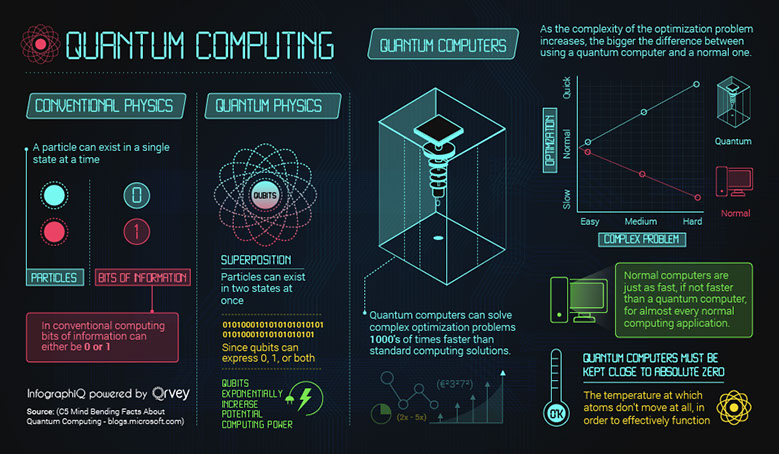 QUANTUM COMPUTING
CONVENTIONAL PHYSICS
A particle can exist in a single
state at a time
0
1
PARTICLES
BITS OF INFORMATION
In conventional computing
bits of information can
either be 0 or 1
InfographiQ powered by Qrvey
Source: (C5 Mind Bending Facts About
Quantum Computing - blogs.microsoft.com)
QUANTUM PHYSICS
QUBITS
SUPERPOSITION
Particles can exist
in two states at
once
0101000101010101010101
010100010101010101010
Since qubits can
express 0, 1, or both
QUBITS
EXPONENTIALLY
INCREASE
POTENTIAL
COMPUTING POWER
QUANTUM COMPUTERS
Quantum computers can solve
complex optimization problems
1000's of times faster than
standard computing solutions.
(2x - 5x)
As the complexity of the optimization problem
increases, the bigger the difference between
using a quantum computer and a normal one.
OPTIMIZATION
Quick
Normal
Slow
Easy Medium Hard
COMPLEX PROBLEM
Quantum
Normal
Normal computers are
just as fast, if not faster
than a quantum computer,
for almost every normal
computing application.
0°K
QUANTUM COMPUTERS MUST BE
KEPT CLOSE TO ABSOLUTE ZERO
The temperature at which
atoms don't move at all, in
order to effectively function